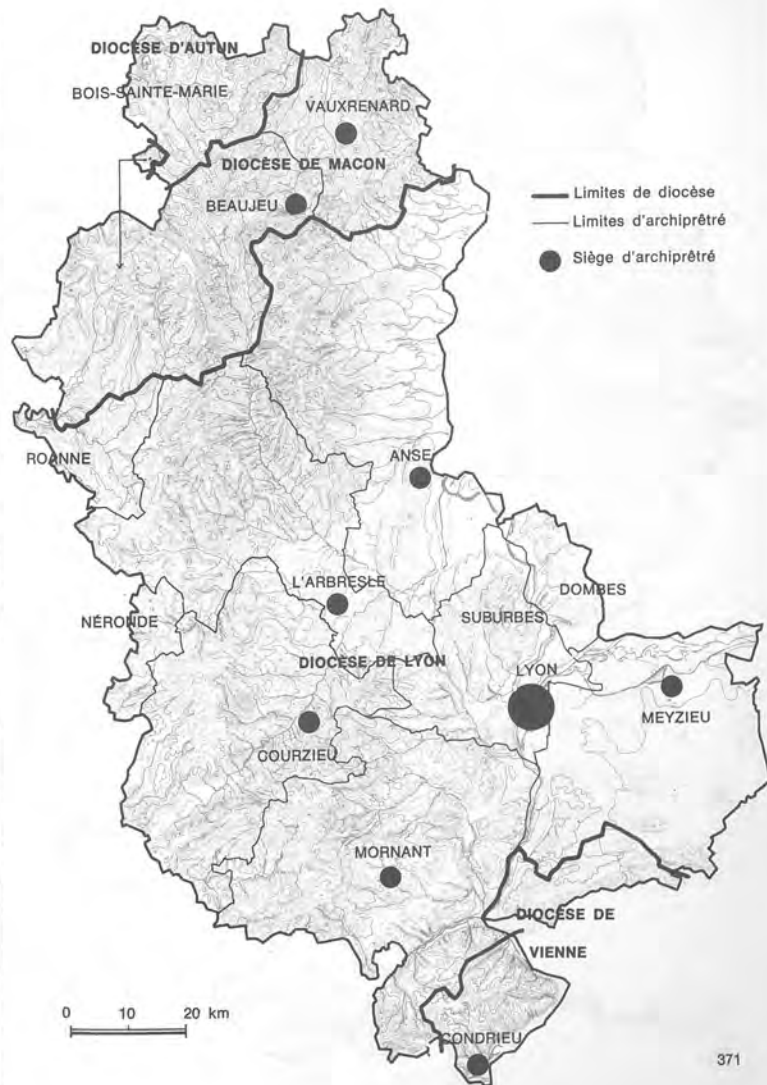 DIOCÈSE D'AUTUN
BOIS-SAINTE-MARIE
VAUXRENARD
DIOCÈSE DE MACON
BEAUJEU
Limites de diocèse
Limites d'archiprêtré
Siège d'archiprêtré
ROANNE
ANSE
L'ARBRESLE
DOMBES
NÉRONDE
SUBURBES
DIOCÈSE DE LYON
LYON
MEYZIEU
COURZIEU
MORNANT
DIOCÈSE DE
VIENNE
0 10 20 km
CONDRIEU
371